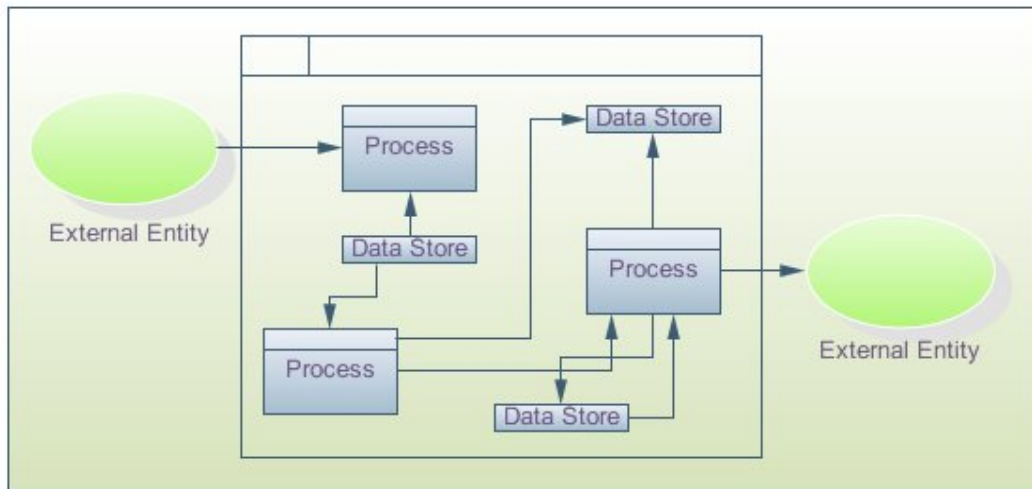 Data Store
Process
External Entity
Data Store
Process
Process
External Entity
Data Store